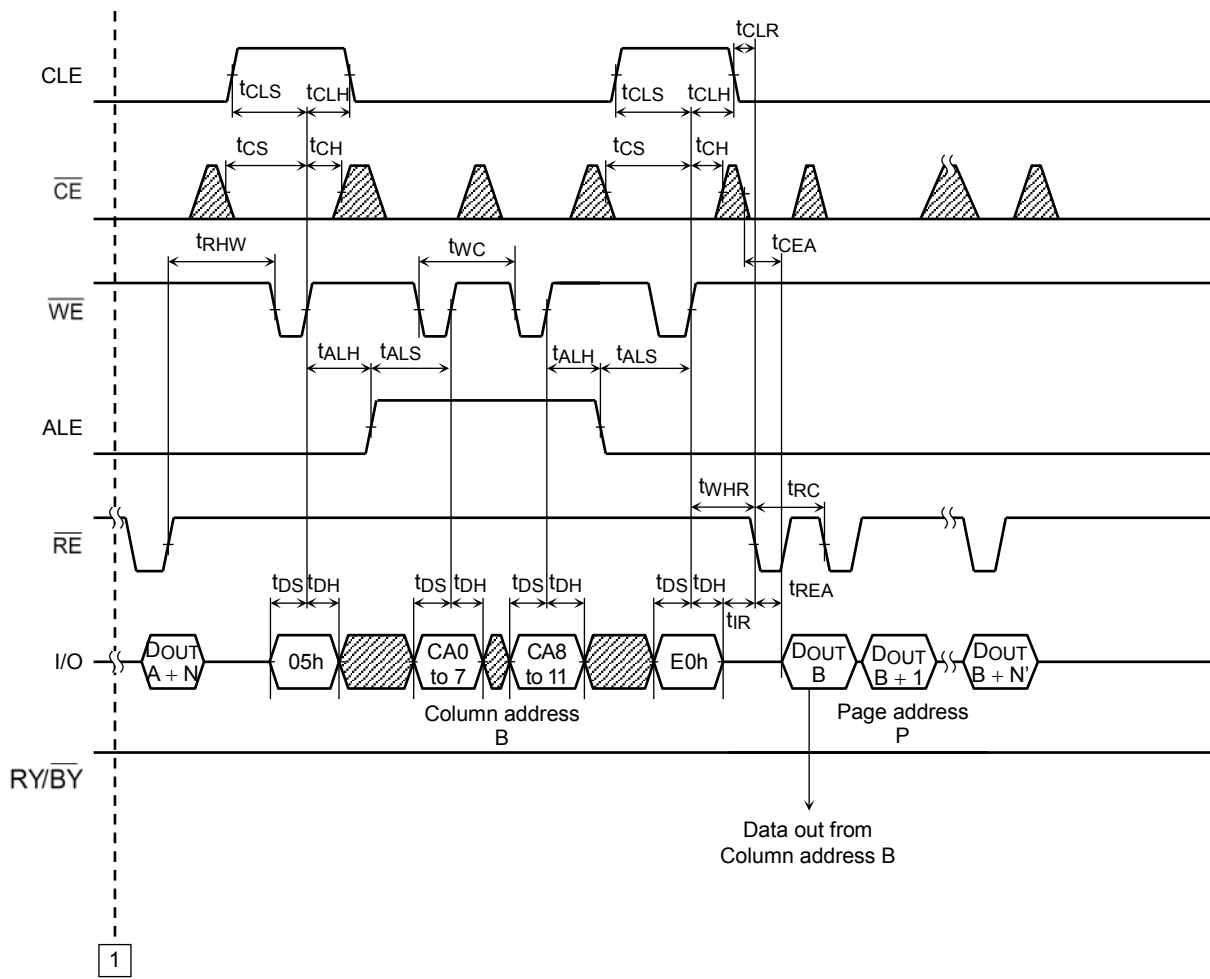 tCLR
CLE
tCLS tCLH tCLS tCLH
tCS tCH tCS tCH
CE
tRHW tWC tCEA
WE
tALH tALS tALH tALS
ALE
tWHR tRC
RE
tDS tDH tDS tDH tDS tDH tDS tDH tREA
tIR
I/O
DOUT A + N
05h
CA0 to 7
CA8 to 11
E0h
DOUT B
DOUT B + 1
DOUT B + N'
Column address
B
Page address
P
RY/BY
Data out from
Column address B
1